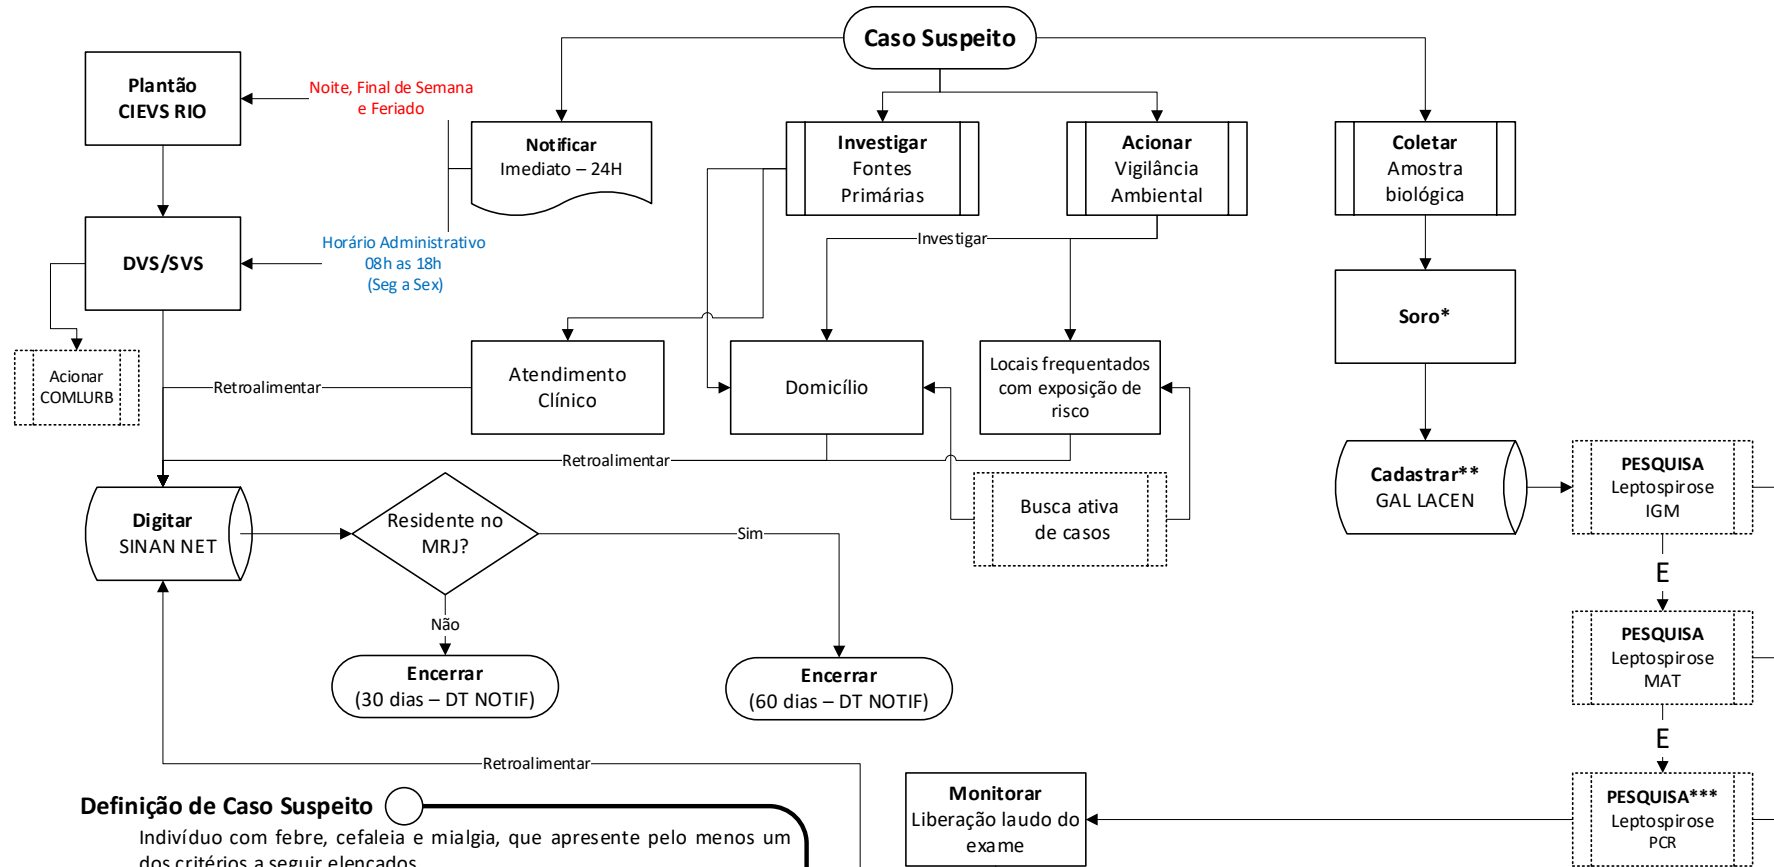 Caso Suspeito
Plantão
CIEVS RIO
Noite, Final de Semana
e Feriado
Notificar
Imediato – 24H
Investigar
Fontes
Primárias
Acionar
Vigilância
Ambiental
Coletar
Amostra
biológica
DVS/SVS
Horário Administrativo
08h as 18h
(Seg a Sex)
Investigar
Soro*
Acionar
COMLURB
Retroalimentar
Atendimento
Clínico
Domicílio
Locais frequentados
com exposição de
risco
Retroalimentar
Cadastrar**
GAL LACEN
PESQUISA
Leptospirose
IGM
Digitar
SINAN NET
Residente no
MRJ?
Sim
Busca ativa
de casos
E
Não
PESQUISA
Leptospirose
MAT
Encerrar
(30 dias – DT NOTIF)
Encerrar
(60 dias – DT NOTIF)
E
Retroalimentar
Monitorar
Liberação laudo do
exame
PESQUISA***
Leptospirose
PCR
Definição de Caso Suspeito
Indivíduo com febre, cefaleia e mialgia, que apresente pelo menos um
dos critérios a seguir elencados